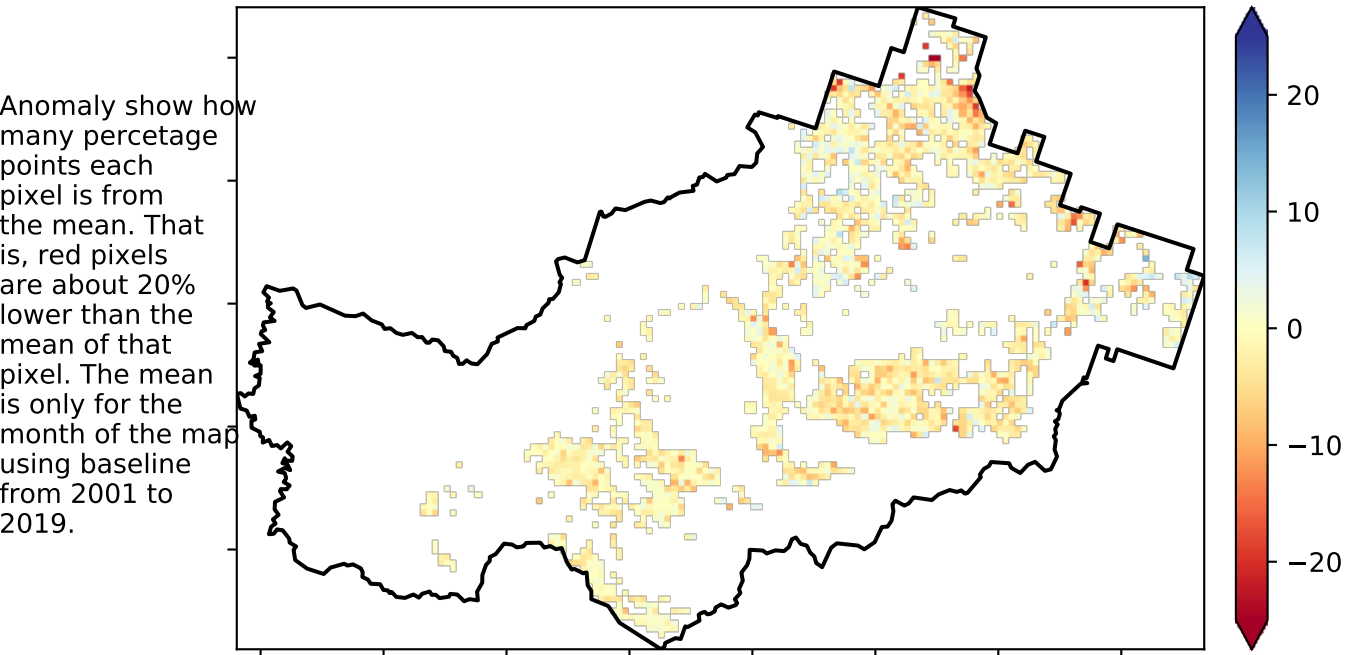 Anomaly show how
many percetage
points each
pixel is from
the mean. That
is, red pixels
are about 20%
lower than the
mean of that
pixel. The mean
is only for the
month of the map
using baseline
from 2001 to
2019.
20
10
0
−10
−20